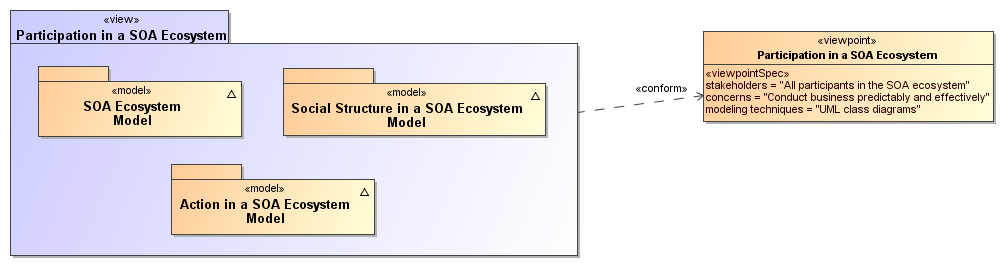 «view»
Participation in a SOA Ecosystem
«model»
SOA Ecosystem
Model
«model»
Social Structure in a SOA Ecosystem
Model
«model»
Action in a SOA Ecosystem
Model
«conform»
«viewpoint»
Participation in a SOA Ecosystem
«viewpointSpec»
stakeholders = "All participants in the SOA ecosystem"
concerns = "Conduct business predictably and effectively"
modeling techniques = "UML class diagrams"